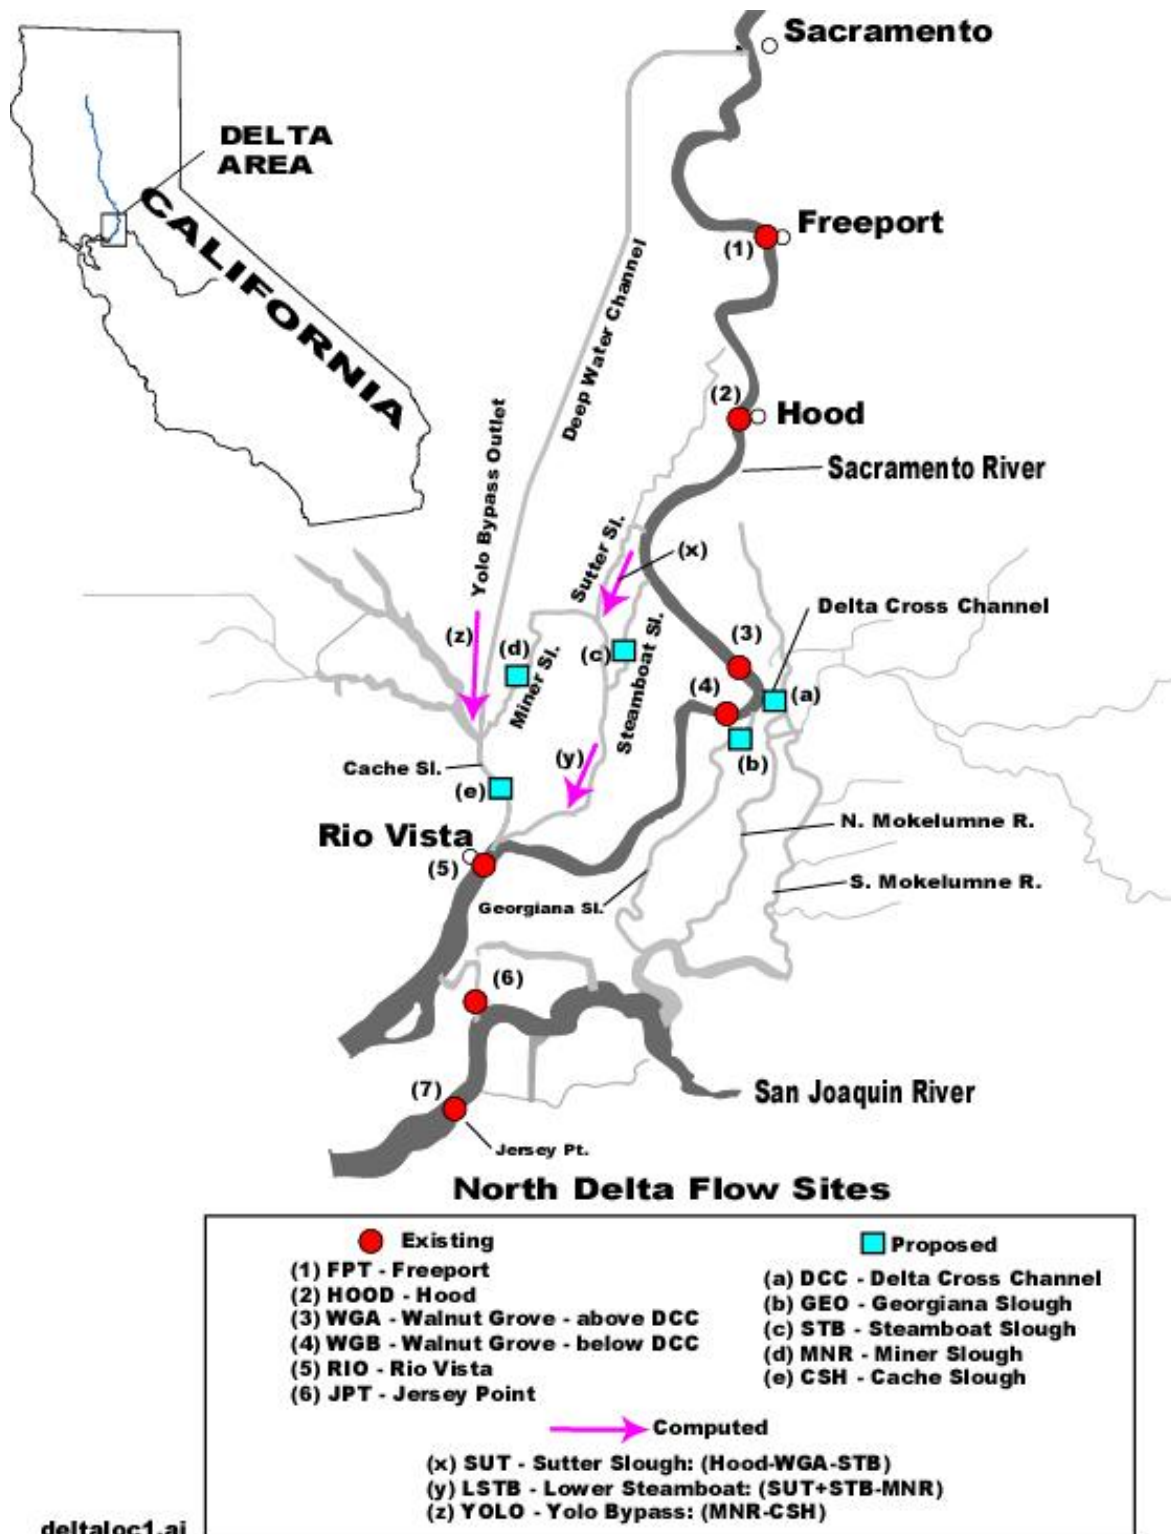 Sacramento
DELTA
AREA
CALIFORNIA
Freeport
(1)
Deep Water Channel
(2)
Hood
Sacramento River
Yolo Bypass Outlet
Sutter Sl.
(x)
Delta Cross Channel
(z)
(d)
(c)
(3)
Miner Sl.
Steamboat Sl.
(4)
(a)
(b)
(y)
Cache Sl.
(e)
N. Mokelumne R.
Rio Vista
(5)
S. Mokelumne R.
Georgiana Sl.
(6)
(7)
San Joaquin River
Jersey Pt.
North Delta Flow Sites
Existing
(1) FPT - Freeport
(2) HOOD - Hood
(3) WGA - Walnut Grove - above DCC
(4) WGB - Walnut Grove - below DCC
(5) RIO - Rio Vista
(6) JPT - Jersey Point
Proposed
(a) DCC - Delta Cross Channel
(b) GEO - Georgiana Slough
(c) STB - Steamboat Slough
(d) MNR - Miner Slough
(e) CSH - Cache Slough
Computed
(x) SUT - Sutter Slough: (Hood-WGA-STB)
(y) LSTB - Lower Steamboat: (SUT+STB-MNR)
(z) YOLO - Yolo Bypass: (MNR-CSH)
deltaloc1.ai